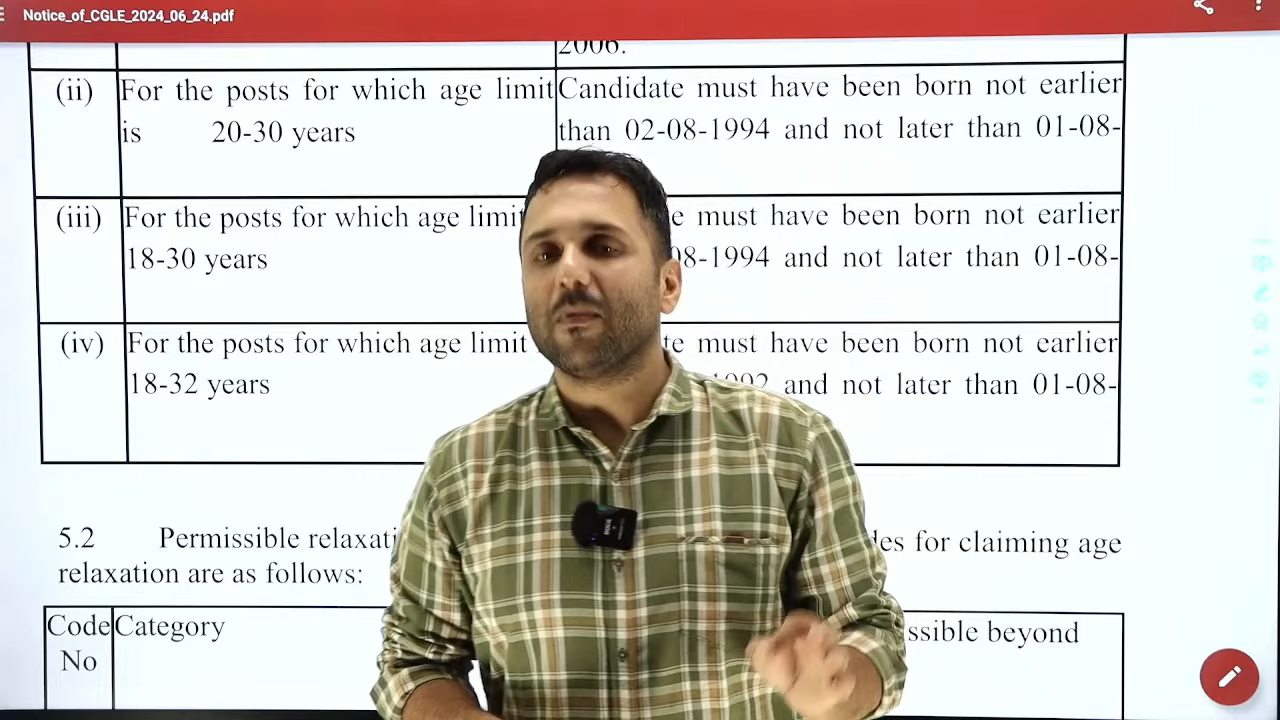 Notice_of_CGLE_2024_06_24.pdf
2006.
(ii) For the posts for which age limit is 20-30 years
Candidate must have been born not earlier than 02-08-1994 and not later than 01-08-
(iii) For the posts for which age limit
18-30 years
e must have been born not earlier
08-1994 and not later than 01-08-
(iv) For the posts for which age limit
18-32 years
te must have been born not earlier
1992 and not later than 01-08-
5.2 Permissible relaxati des for claiming age
relaxation are as follows:
Code No
Category
ssible beyond